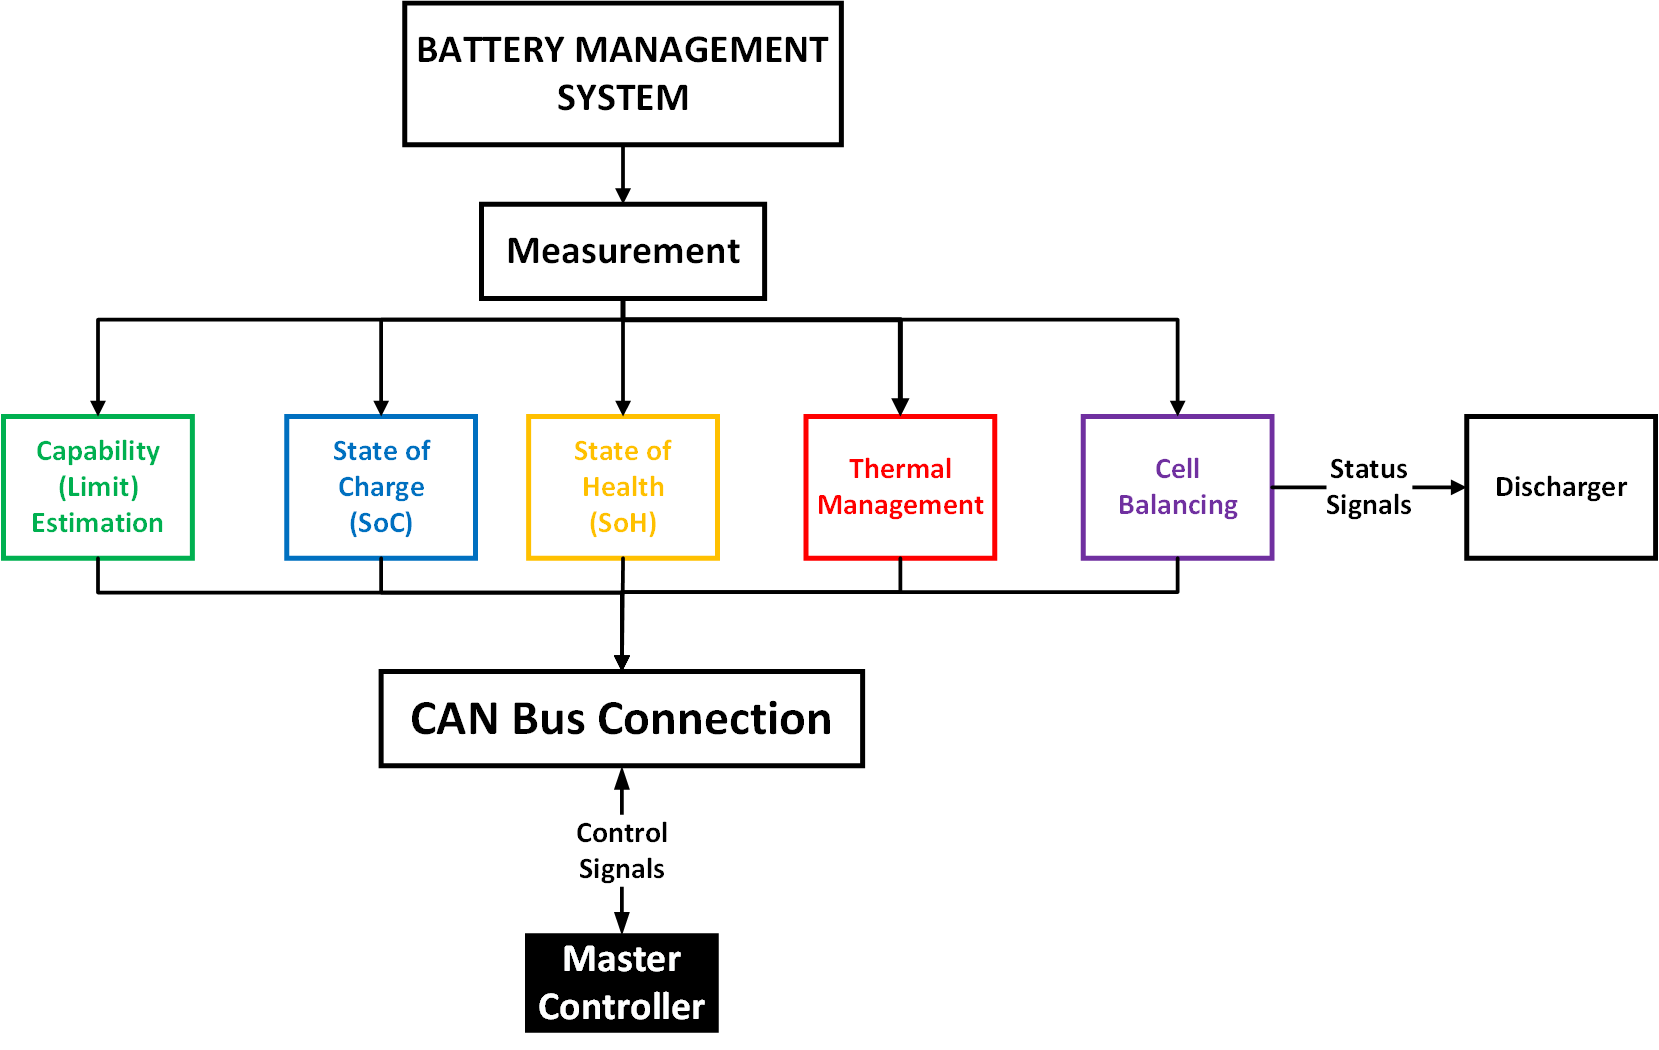 BATTERY MANAGEMENT
SYSTEM
Measurement
Capability
(Limit)
Estimation
State of
Charge
(SoC)
State of
Health
(SoH)
Thermal
Management
Cell
Balancing
Status
Signals
Discharger
CAN Bus Connection
Control
Signals
Master
Controller